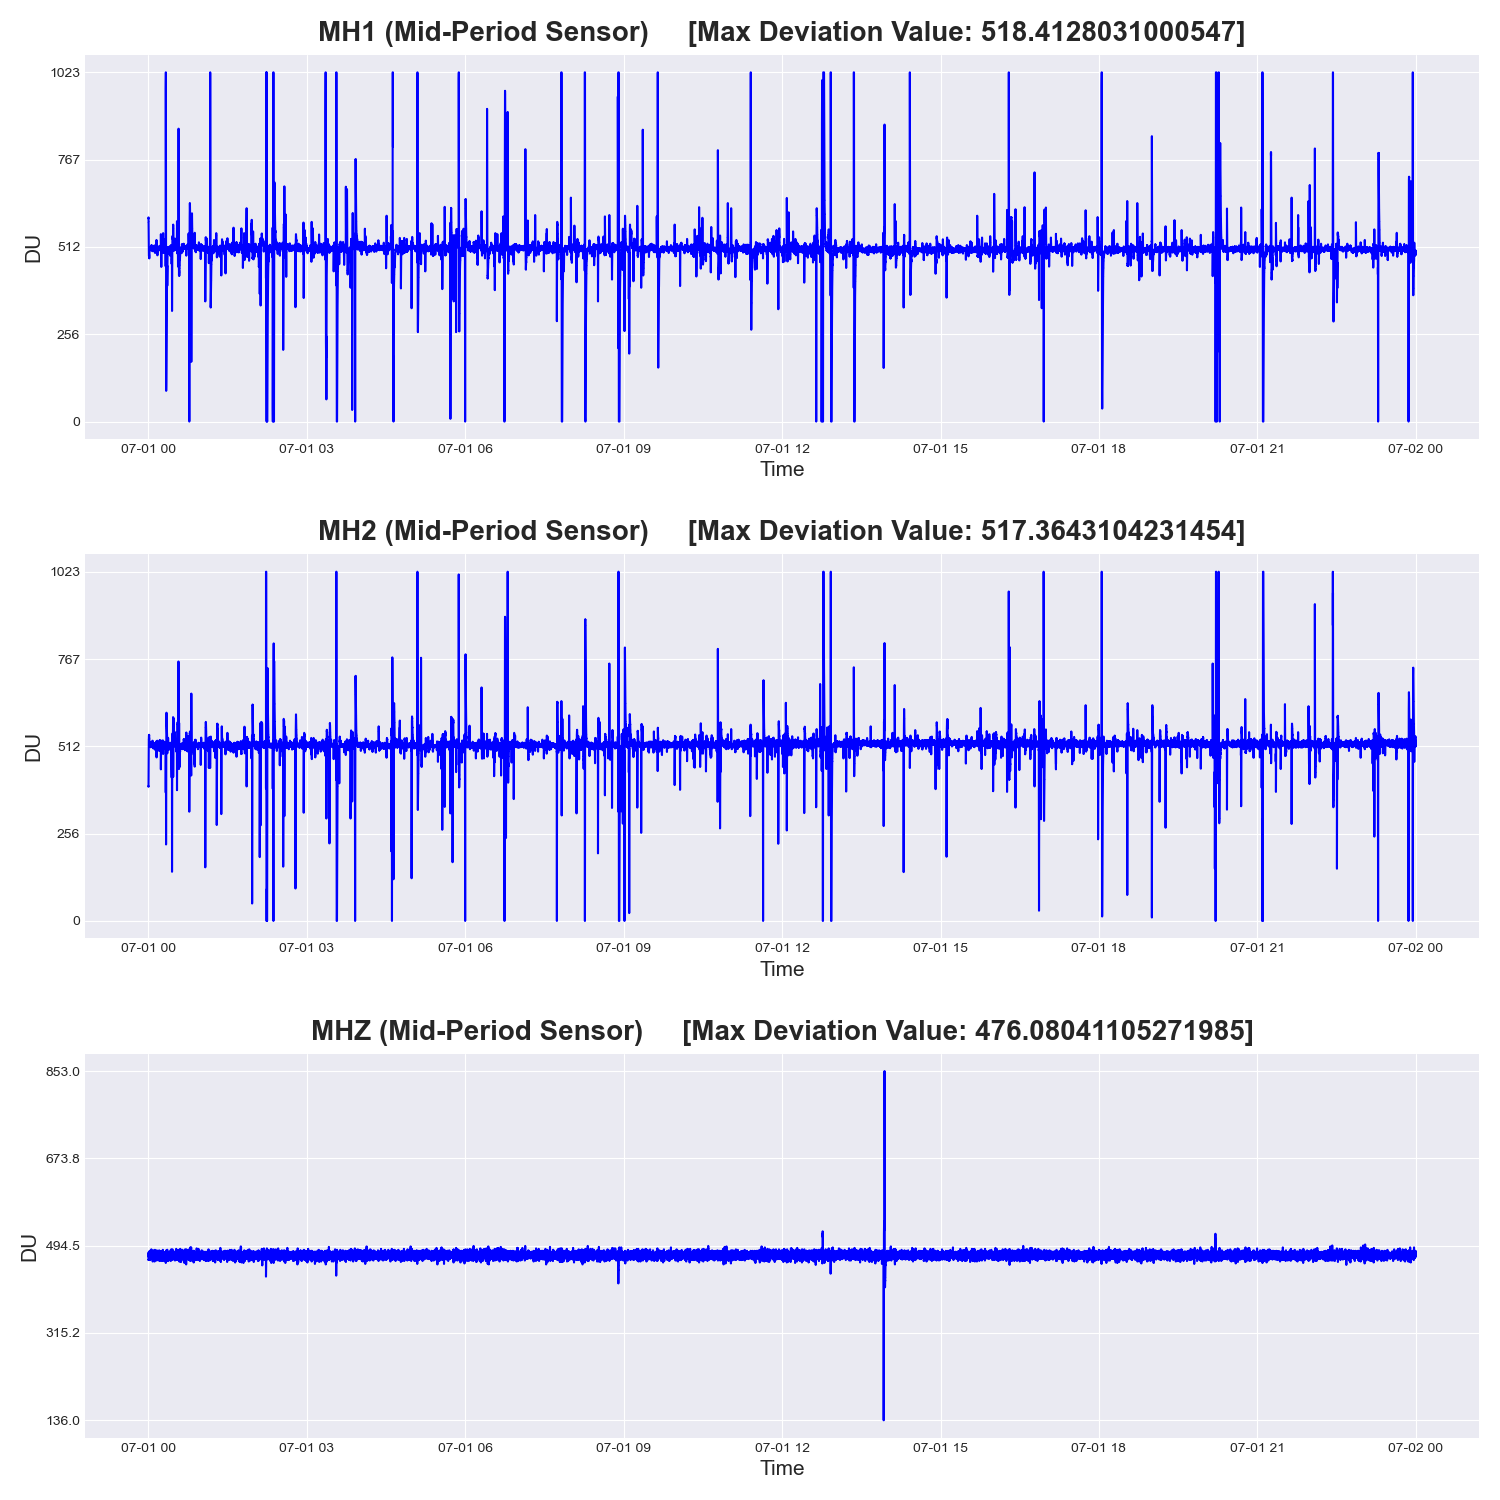 MH1 (Mid-Period Sensor) [Max Deviation Value: 518.4128031000547]
1023
767
512
256
0
DU
07-01 00 07-01 03 07-01 06 07-01 09 07-01 12 07-01 15 07-01 18 07-01 21 07-02 00
Time
MH2 (Mid-Period Sensor) [Max Deviation Value: 517.3643104231454]
1023
767
512
256
0
DU
07-01 00 07-01 03 07-01 06 07-01 09 07-01 12 07-01 15 07-01 18 07-01 21 07-02 00
Time
MHZ (Mid-Period Sensor) [Max Deviation Value: 476.08041105271985]
853.0
673.8
494.5
315.2
136.0
DU
07-01 00 07-01 03 07-01 06 07-01 09 07-01 12 07-01 15 07-01 18 07-01 21 07-02 00
Time